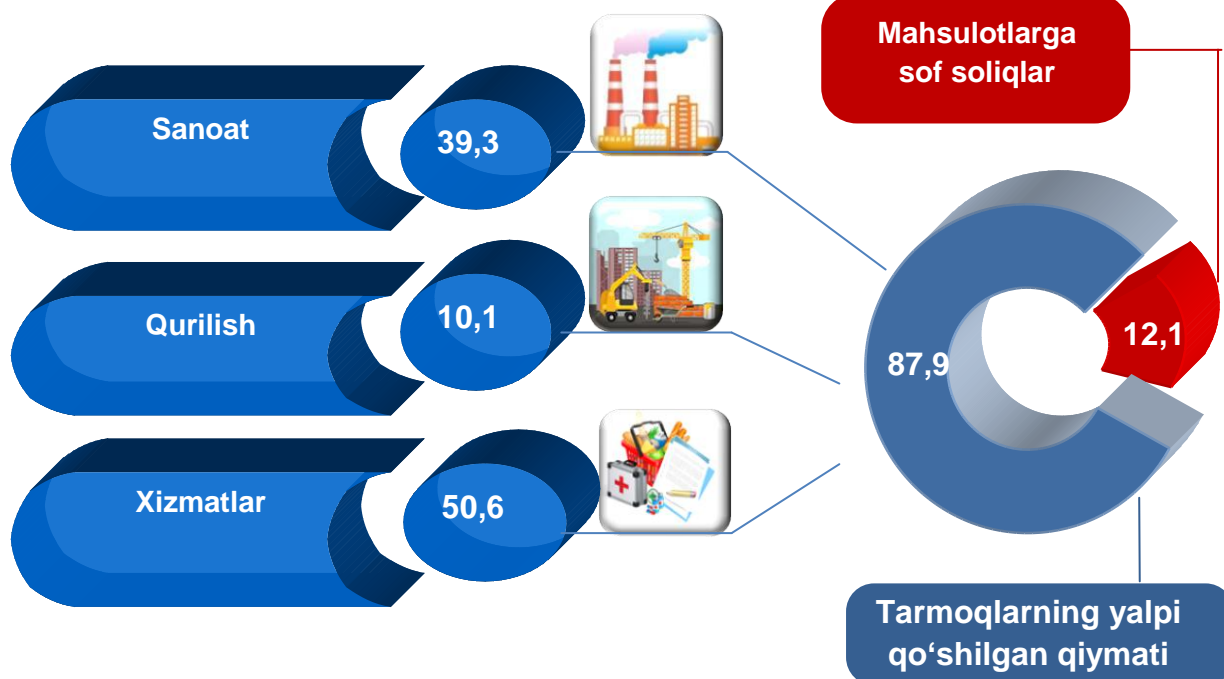 Sanoat
39,3
Qurilish
10,1
Xizmatlar
50,6
Mahsulotlarga
sof soliqlar
87,9
12,1
Tarmoqlarning yalpi
qo‘shilgan qiymati